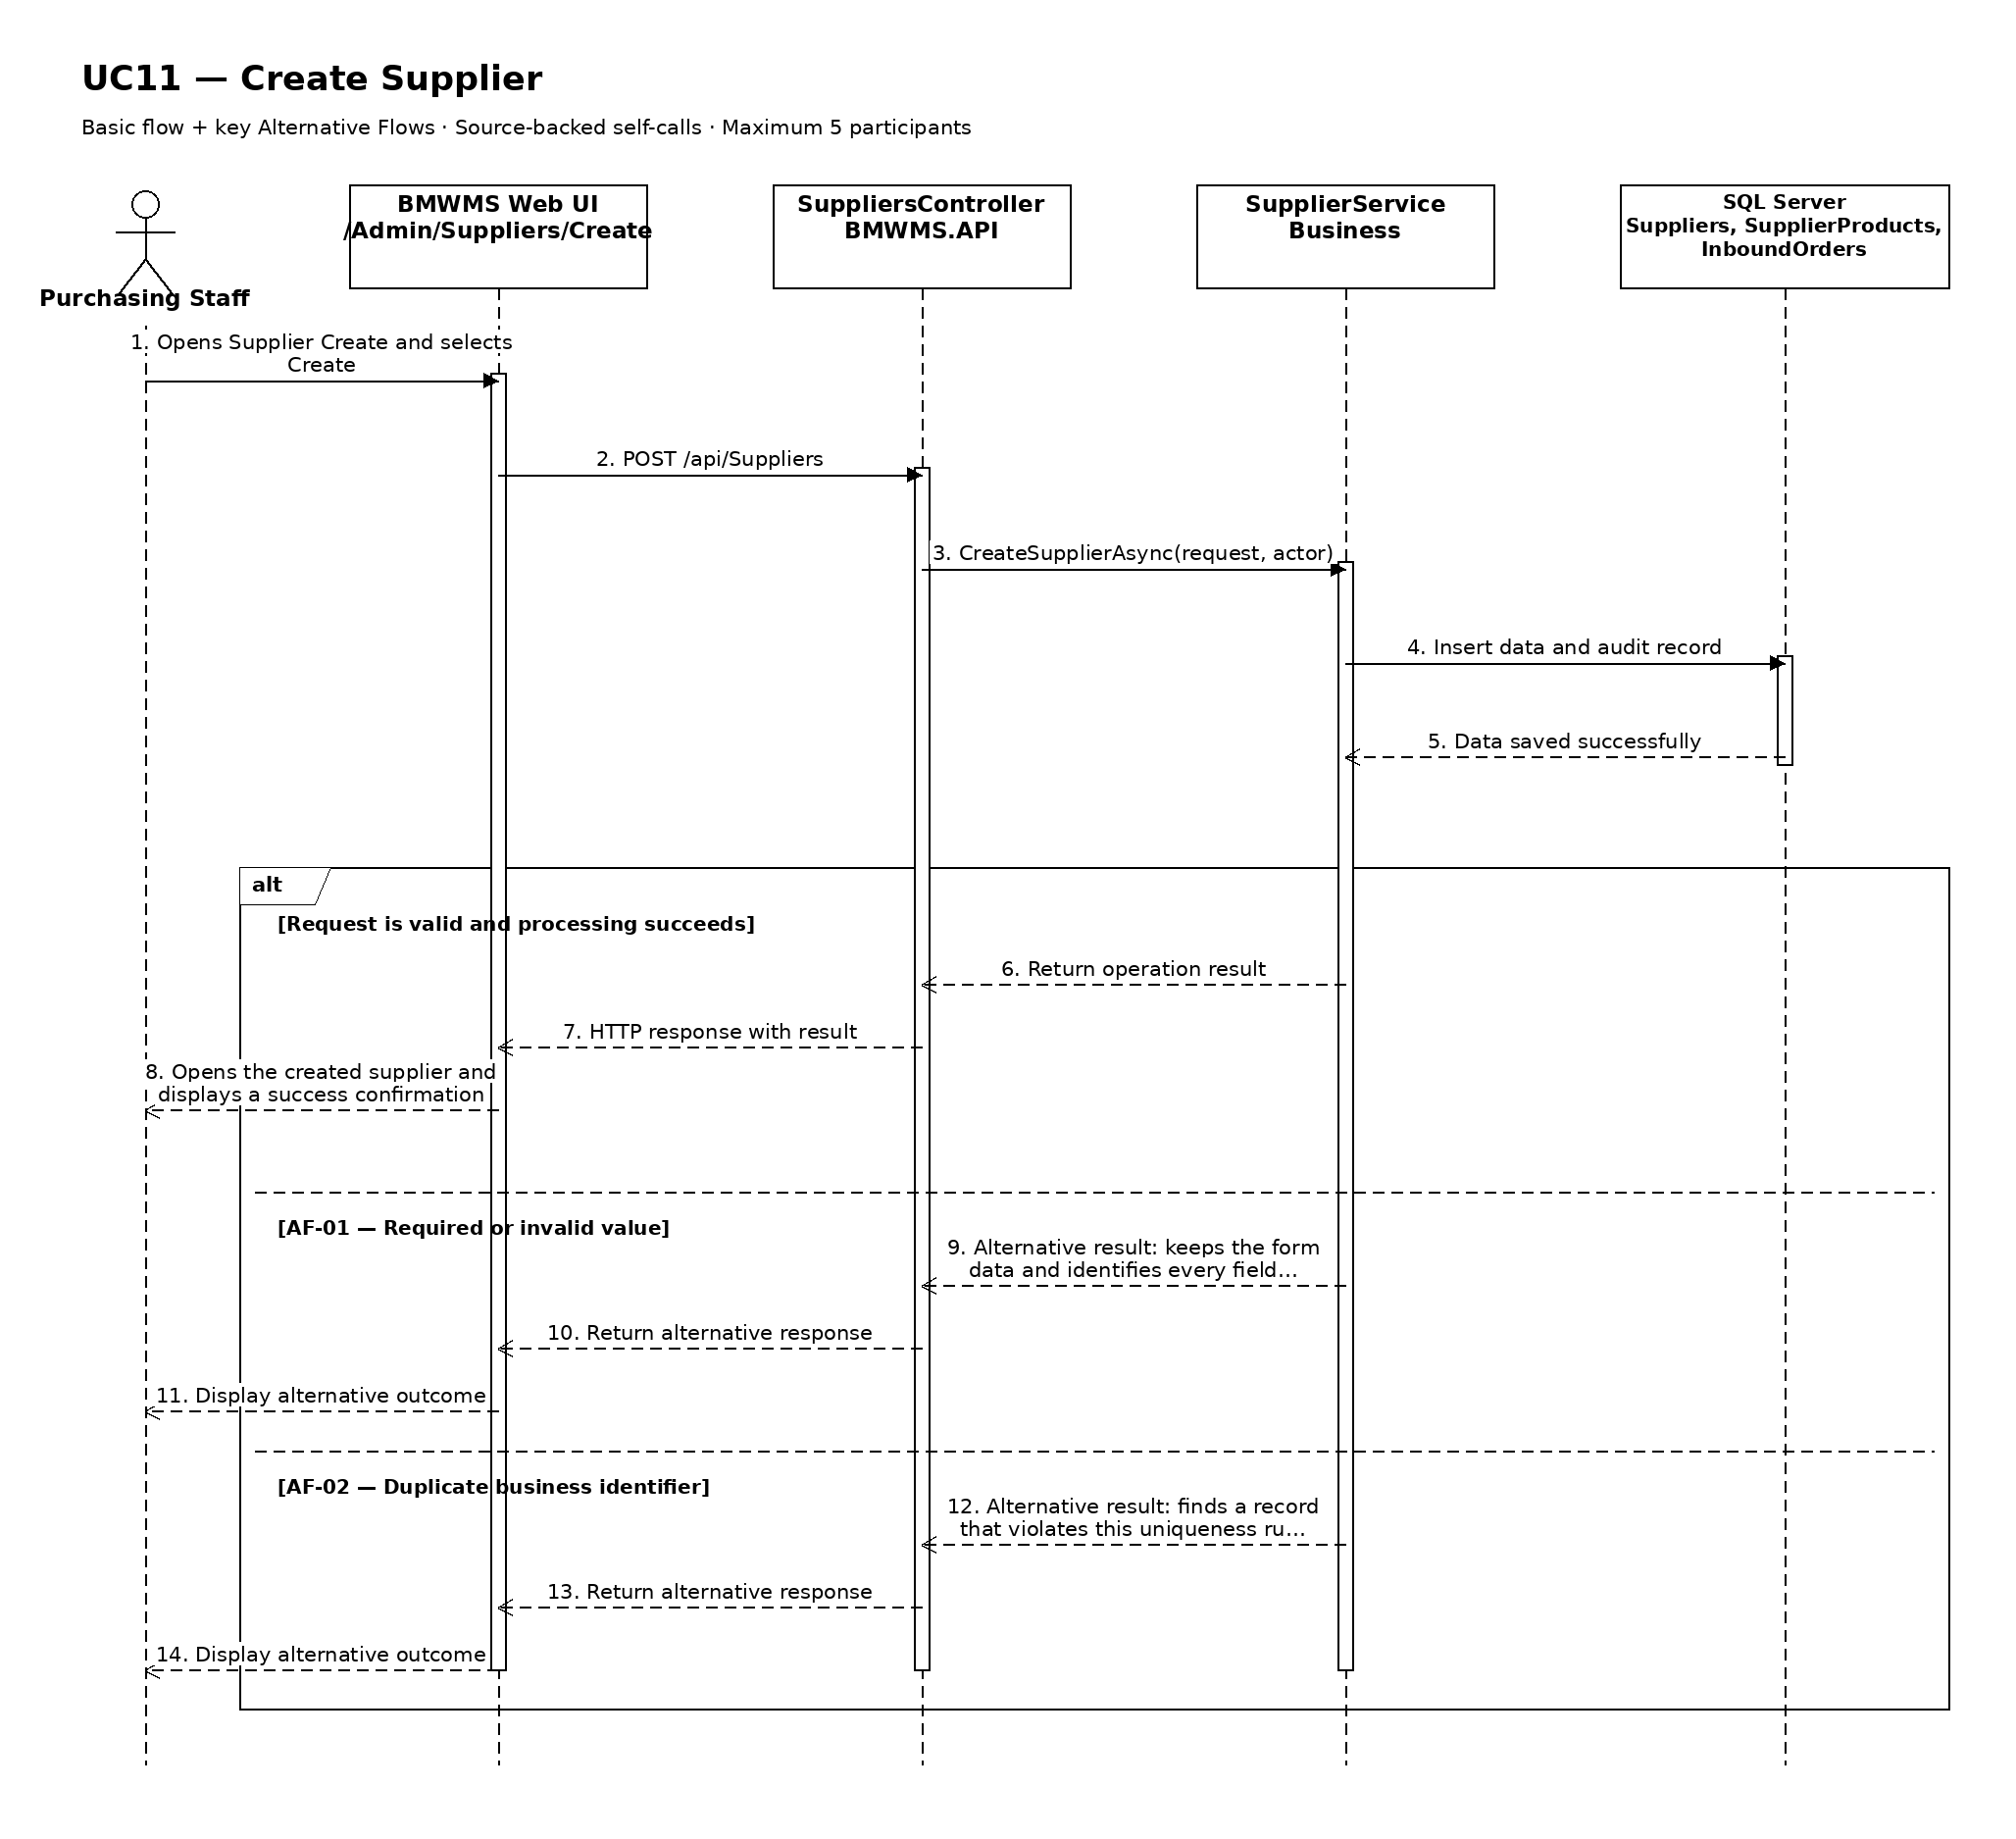 UC11 — Create Supplier
Basic flow + key Alternative Flows · Source-backed self-calls · Maximum 5 participants
Purchasing Staff
BMWMS Web UI
/Admin/Suppliers/Create
SuppliersController
BMWMS.API
SupplierService
Business
SQL Server
Suppliers, SupplierProducts,
InboundOrders
1. Opens Supplier Create and selects
Create
2. POST /api/Suppliers
3. CreateSupplierAsync(request, actor)
4. Insert data and audit record
5. Data saved successfully
alt
[Request is valid and processing succeeds]
6. Return operation result
7. HTTP response with result
8. Opens the created supplier and
displays a success confirmation
[AF-01 — Required or invalid value]
9. Alternative result: keeps the form
data and identifies every field...
10. Return alternative response
11. Display alternative outcome
[AF-02 — Duplicate business identifier]
12. Alternative result: finds a record
that violates this uniqueness ru...
13. Return alternative response
14. Display alternative outcome